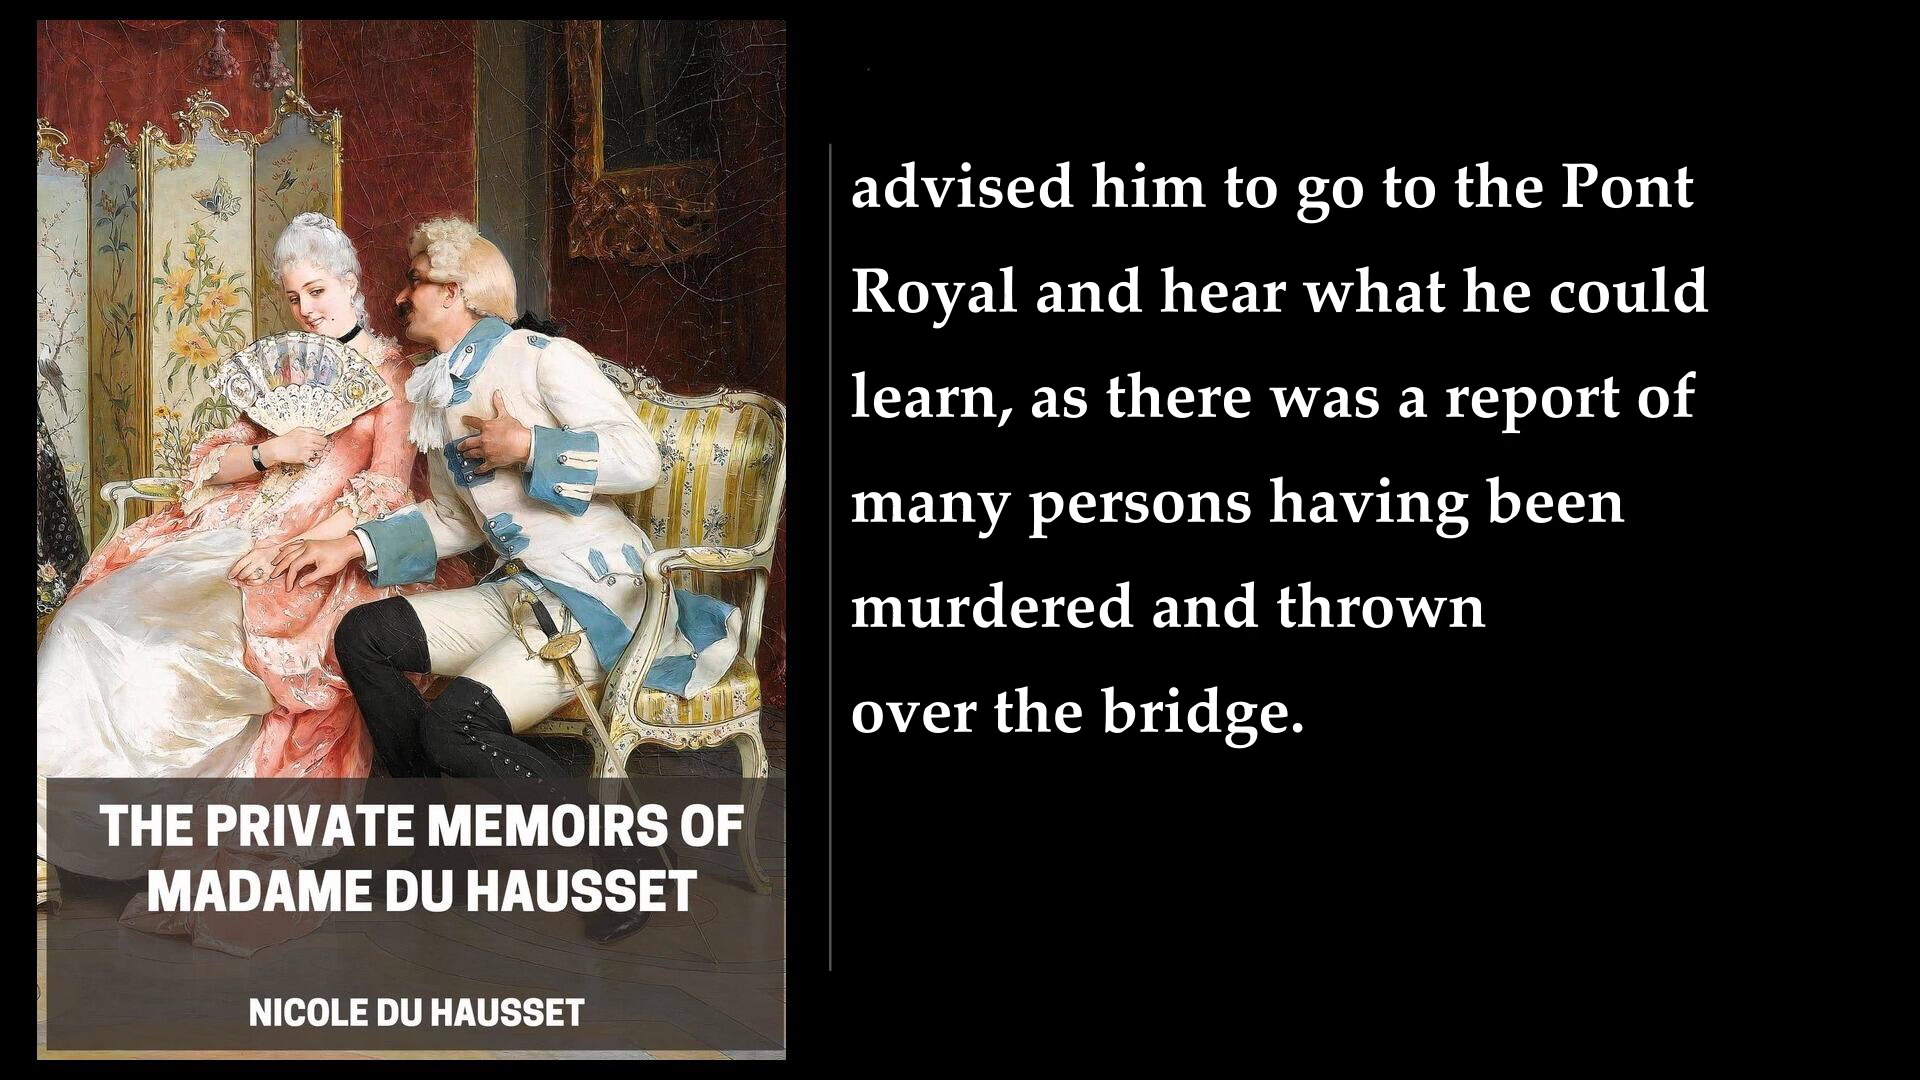 THE PRIVATE MEMOIRS OF
MADAME DU HAUSSET
NICOLE DU HAUSSET
advised him to go to the Pont
Royal and hear what he could
learn, as there was a report of
many persons having been
murdered and thrown
over the bridge.